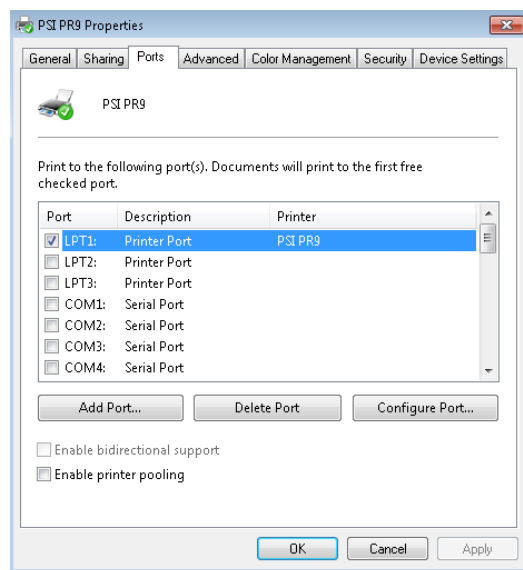 PSI PR9 Properties
General Sharing Ports Advanced Color Management Security Device Settings
PSI PR9
Print to the following port(s). Documents will print to the first free
checked port.
Port Description Printer
LPT1: Printer Port PSI PR9
LPT2: Printer Port
LPT3: Printer Port
COM1: Serial Port
COM2: Serial Port
COM3: Serial Port
COM4: Serial Port
Add Port... Delete Port Configure Port...
Enable bidirectional support
Enable printer pooling
OK Cancel Apply